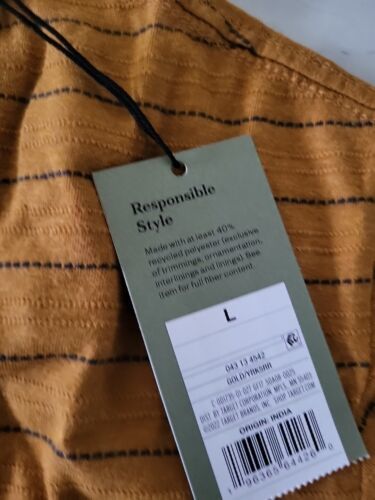 Responsible
Style
Made with at least 40%
recycled polyester (exclusive
of trimmings, ornamentation,
interlinings and linings). See
item for full fiber content.
L
043 13 4542
GOLD/YRKSHR
DIST. BY TARGET CORPORATION, MPLS, MN 55403
©2022 TARGET BRANDS, INC. SHOP TARGET.COM
ORIGIN: INDIA